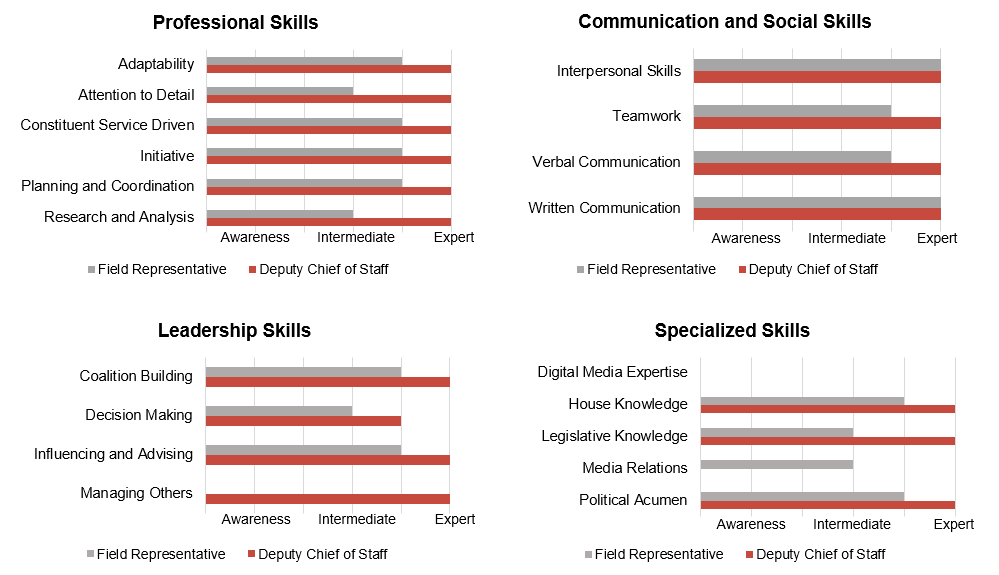 Professional Skills
Adaptability
Attention to Detail
Constituent Service Driven
Initiative
Planning and Coordination
Research and Analysis
Awareness Intermediate Expert
Field Representative Deputy Chief of Staff
Communication and Social Skills
Interpersonal Skills
Teamwork
Verbal Communication
Written Communication
Awareness Intermediate Expert
Field Representative Deputy Chief of Staff
Leadership Skills
Coalition Building
Decision Making
Influencing and Advising
Managing Others
Awareness Intermediate Expert
Field Representative Deputy Chief of Staff
Specialized Skills
Digital Media Expertise
House Knowledge
Legislative Knowledge
Media Relations
Political Acumen
Awareness Intermediate Expert
Field Representative Deputy Chief of Staff